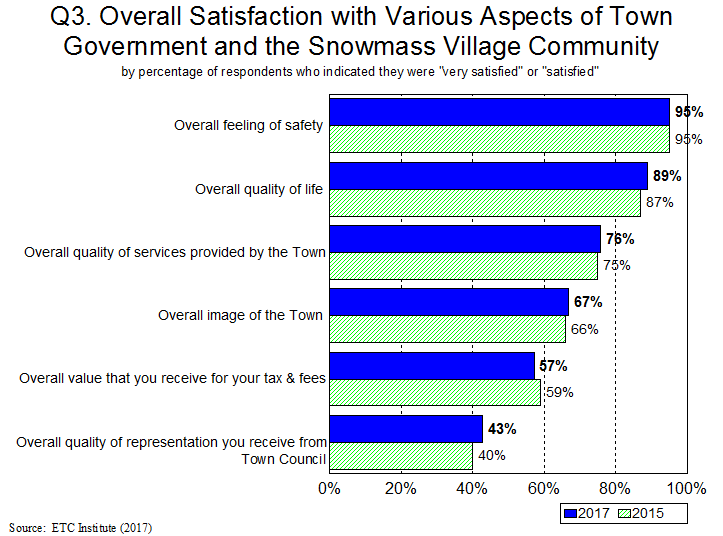 Q3. Overall Satisfaction with Various Aspects of Town
Government and the Snowmass Village Community
by percentage of respondents who indicated they were "very satisfied" or "satisfied"
Overall feeling of safety
95%
95%
Overall quality of life
89%
87%
Overall quality of services provided by the Town
76%
75%
Overall image of the Town
67%
66%
Overall value that you receive for your tax & fees
57%
59%
Overall quality of representation you receive from
Town Council
43%
40%
0% 20% 40% 60% 80% 100%
2017 2015
Source: ETC Institute (2017)